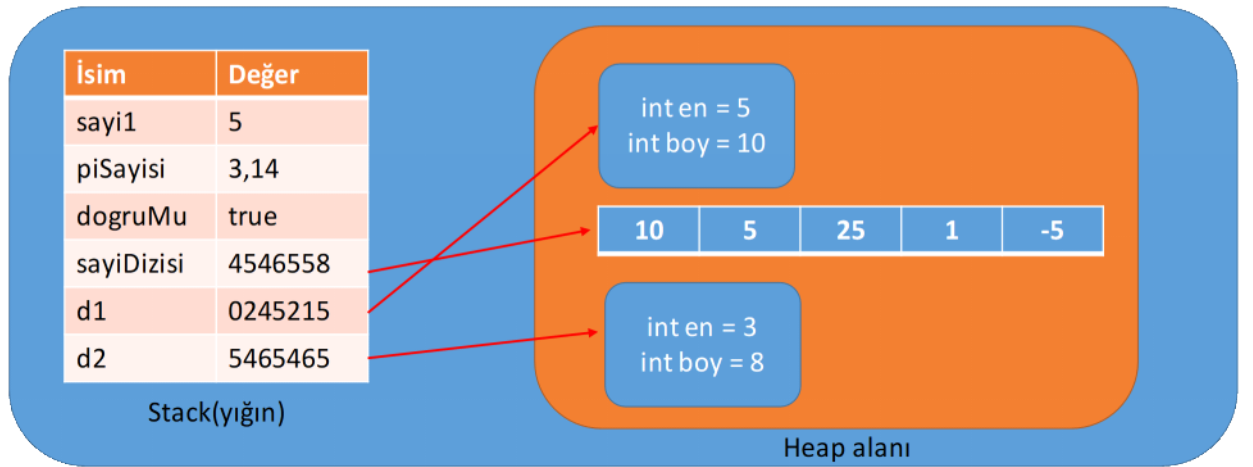 İsim Değer
sayi1 5
piSayisi 3,14
dogruMu true
sayiDizisi 4546558
d1 0245215
d2 5465465
Stack(yığın)
int en = 5
int boy = 10
10 5 25 1 -5
int en = 3
int boy = 8
Heap alanı